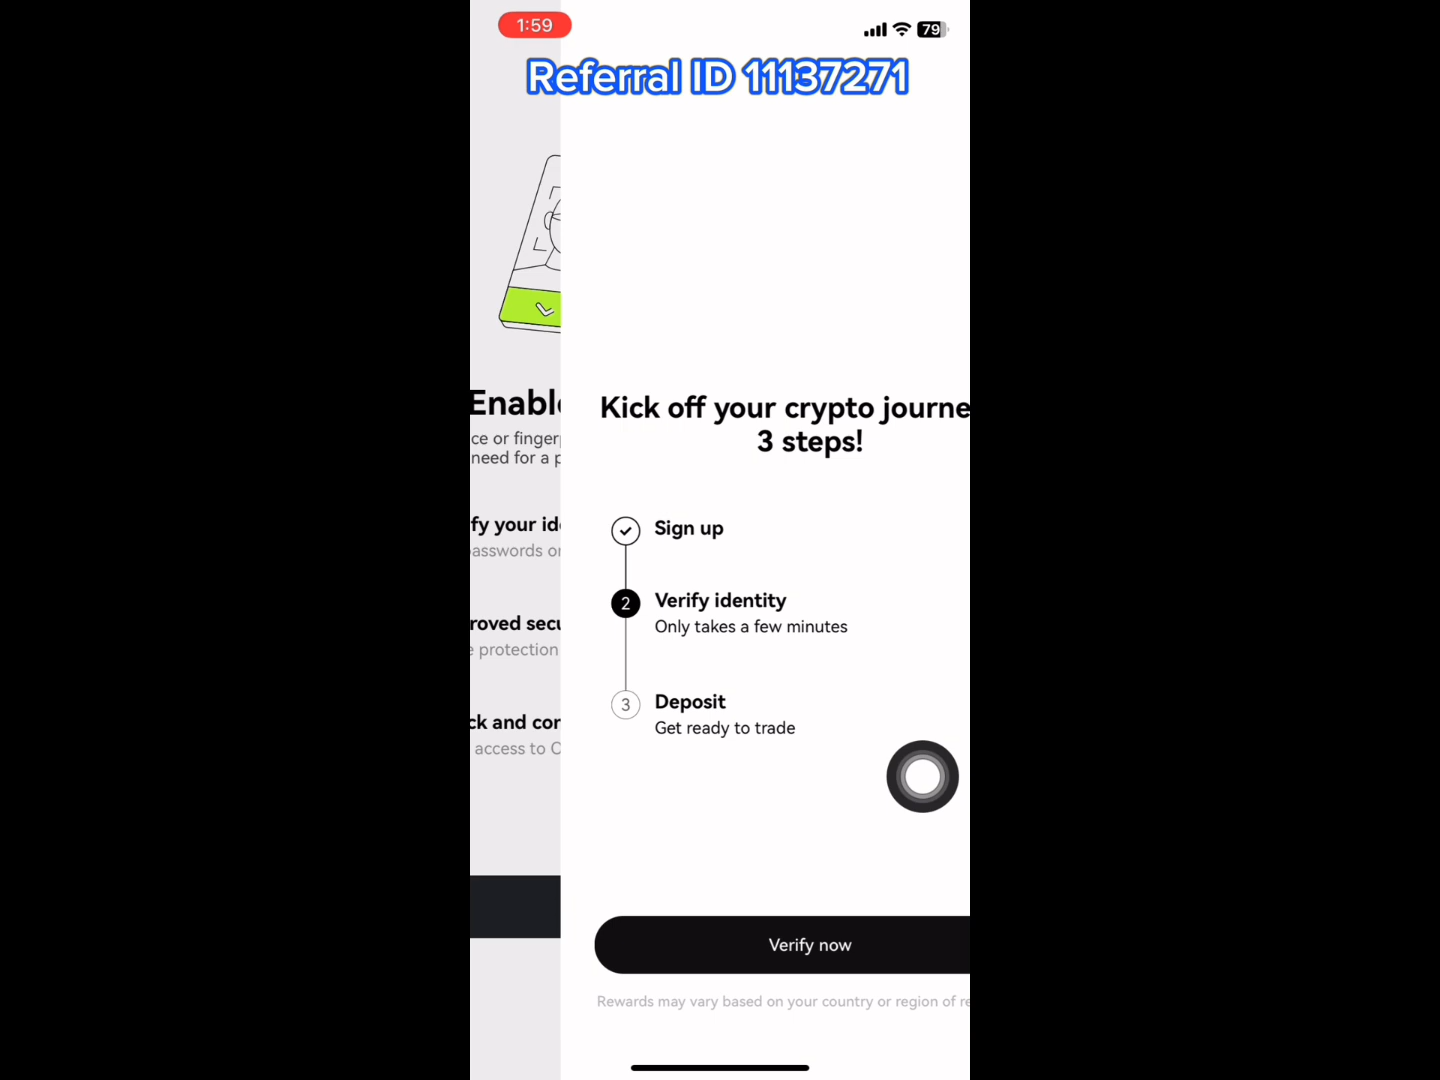 1:59
79
Referral ID 11137271
Enable
ce or finger
need for a p
fy your id
passwords or
roved secu
e protection
ck and con
access to C
Kick off your crypto journe
3 steps!
Sign up
2
Verify identity
Only takes a few minutes
3
Deposit
Get ready to trade
Verify now
Rewards may vary based on your country or region of re